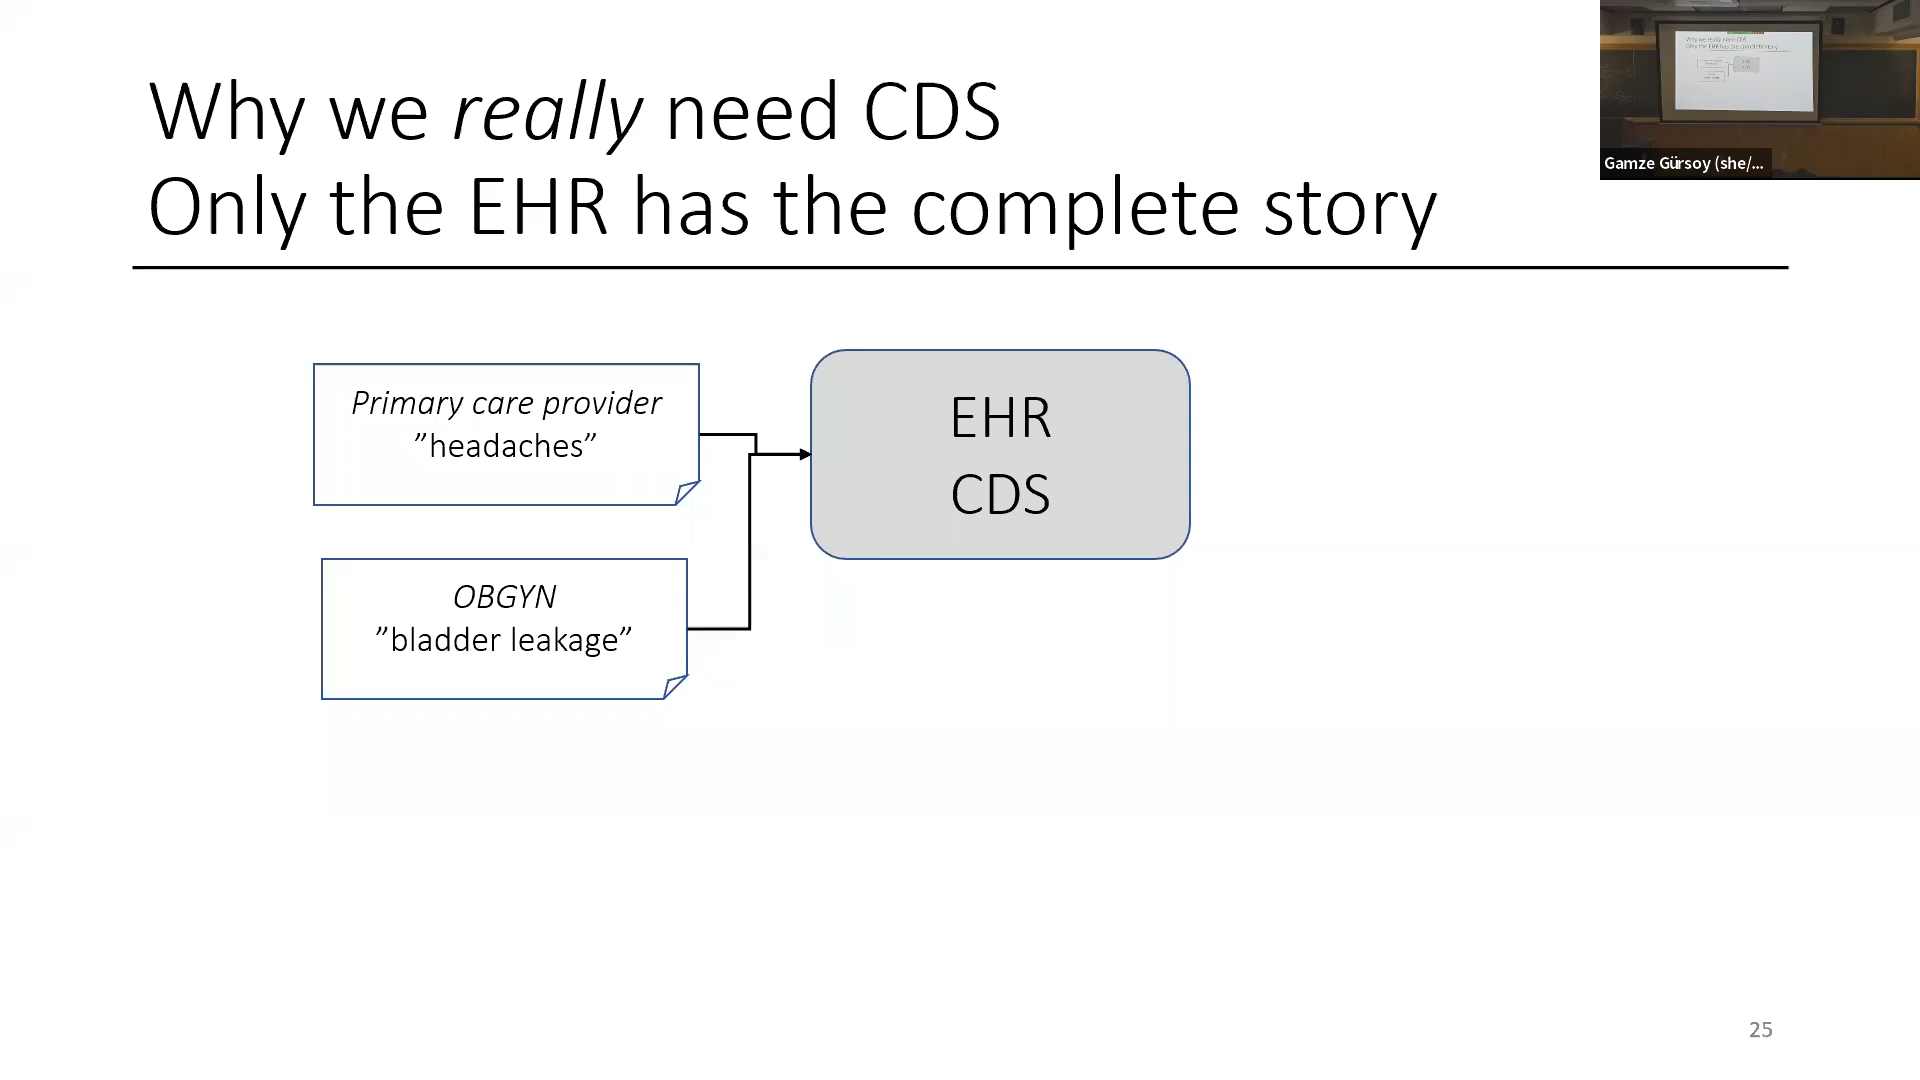 Why we really need CDS
Only the EHR has the complete story
Gamze Gürsoy (she/...
Primary care provider
”headaches”
EHR
CDS
OBGYN
”bladder leakage”
25